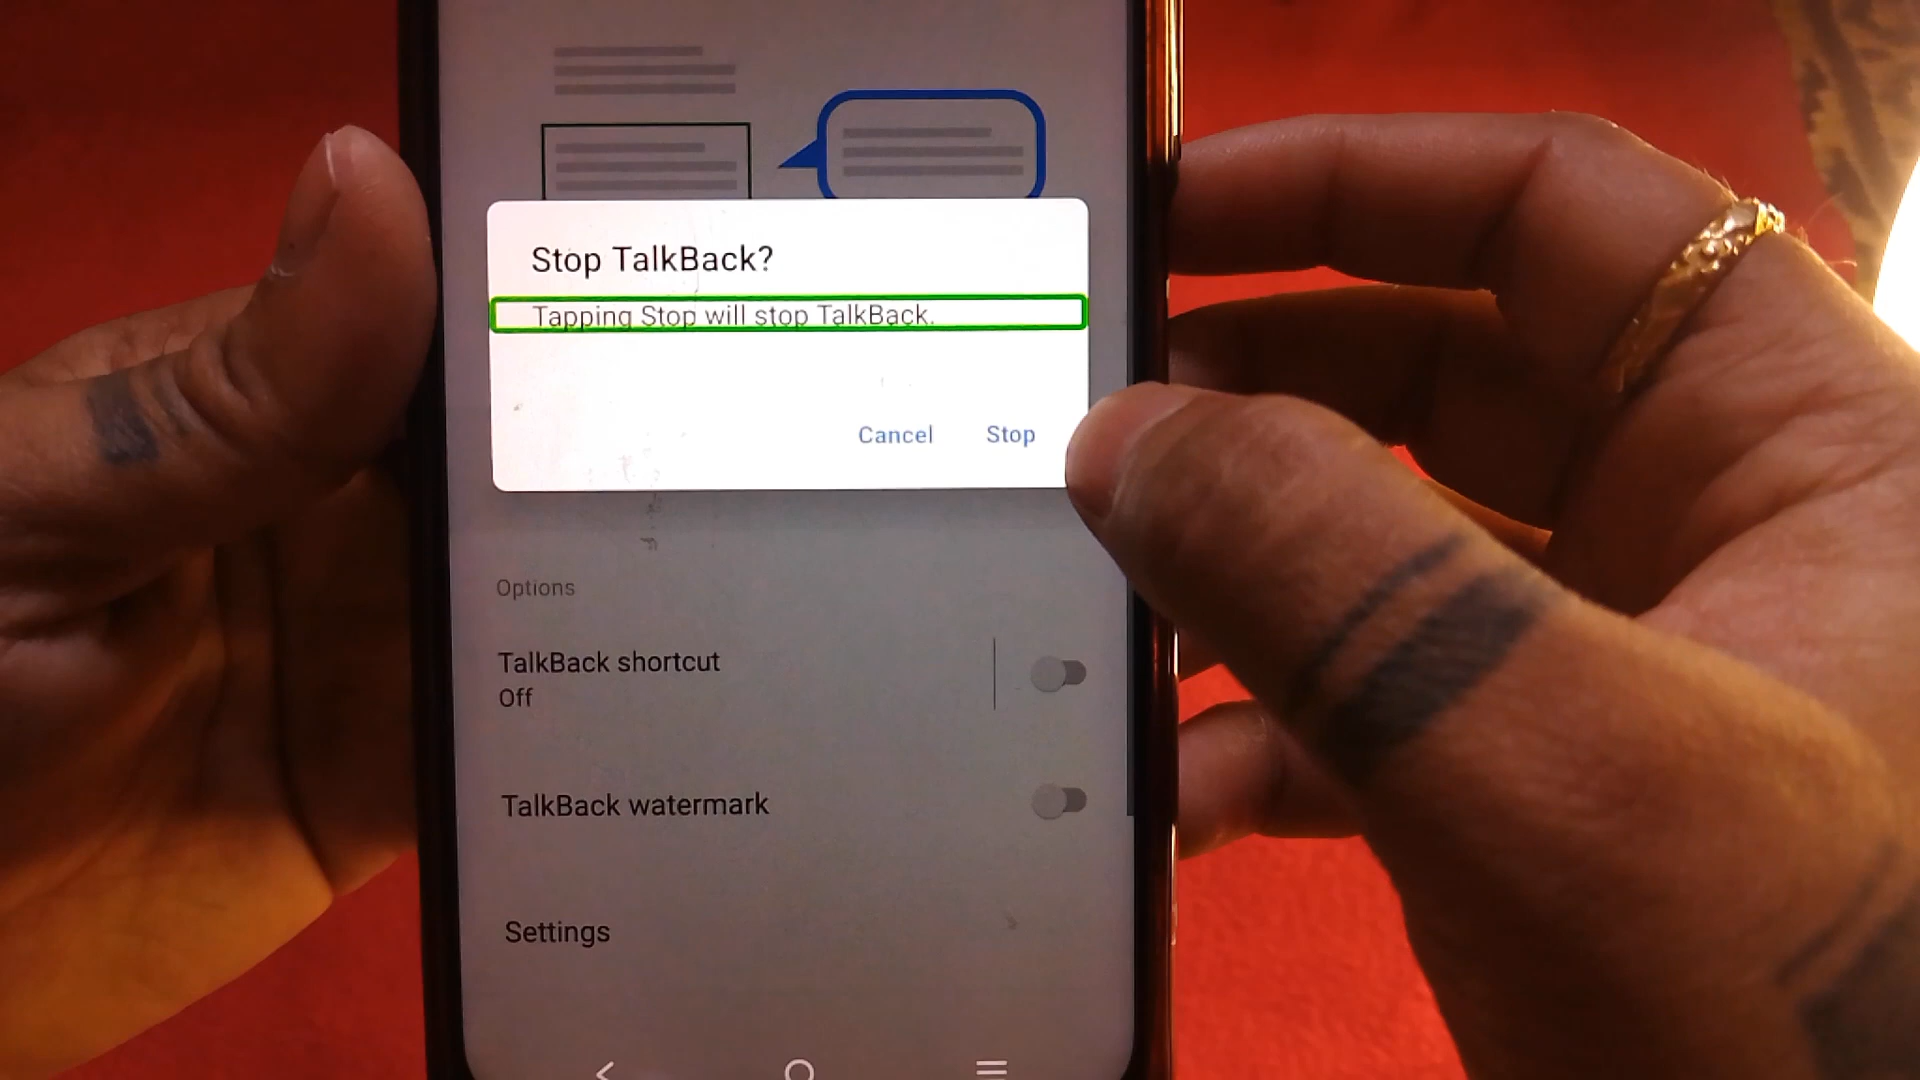 Stop TalkBack?
Tapping Stop will stop TalkBack.
Cancel Stop
Options
TalkBack shortcut
Off
TalkBack watermark
Settings